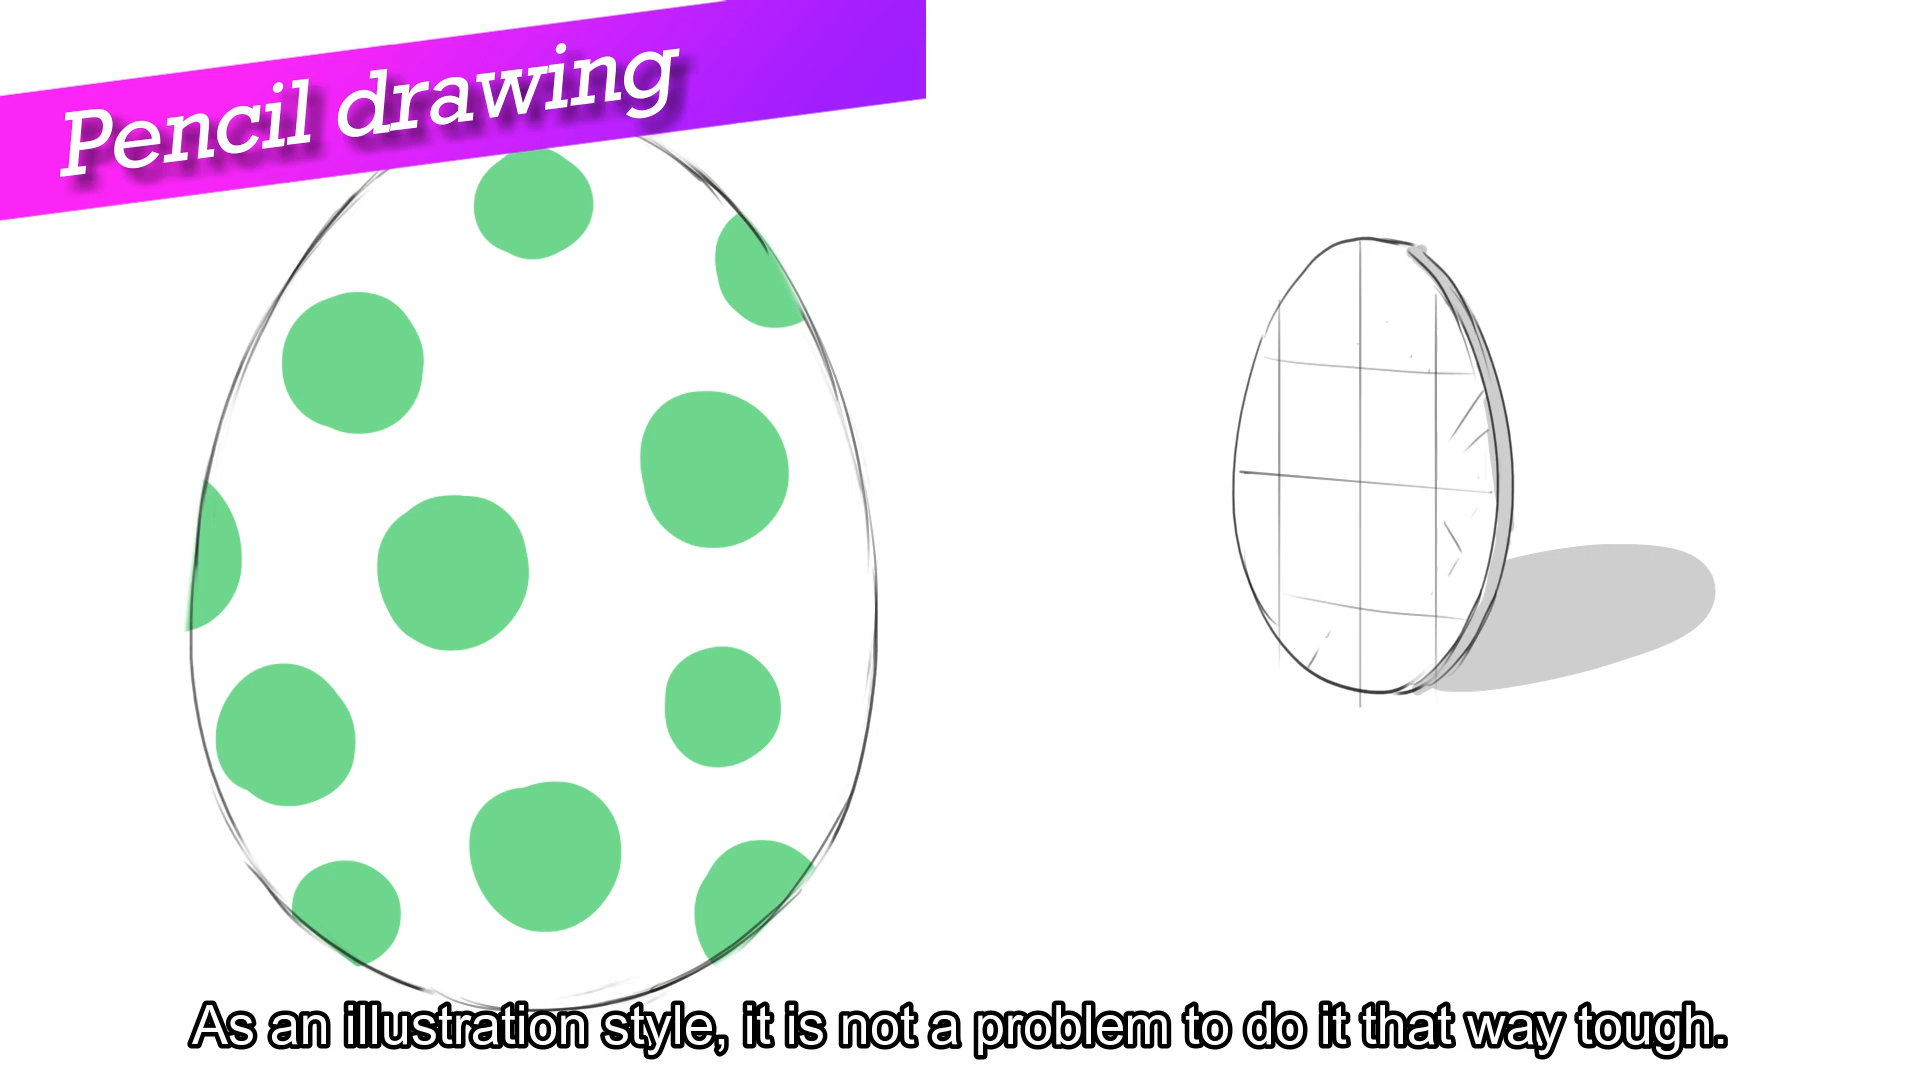 Pencil drawing
As an illustration style, it is not a problem to do it that way tough.